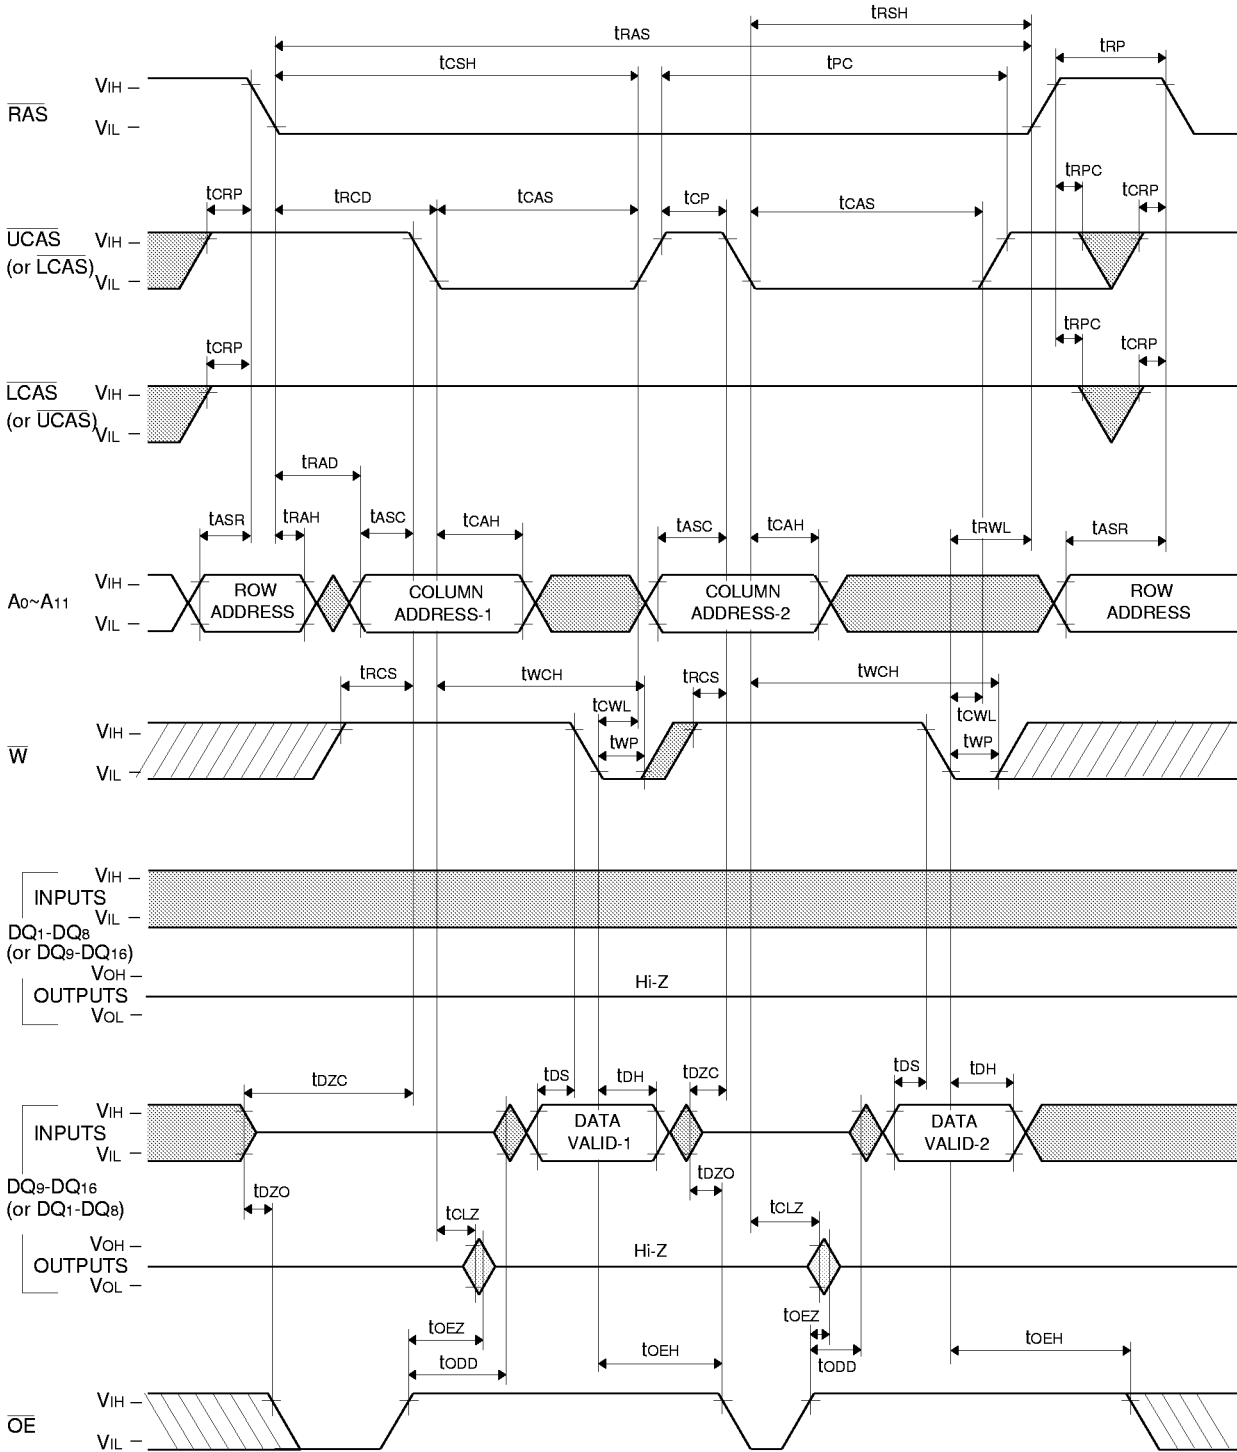 tRSH
tRAS
tRP
tCSH
tPC
VIH
RAS
VIL
tRPC
tCRP
tRCD
tCAS
tCP
tCAS
tCRP
UCAS
VIH
(or LCAS)
VIL
tRPC
tCRP
tCRP
LCAS
VIH
(or UCAS)
VIL
tRAD
tASR
tRAH
tASC
tCAH
tASC
tCAH
tRWL
tASR
VIH
A0~A11
VIL
ROW
ADDRESS
COLUMN
ADDRESS-1
COLUMN
ADDRESS-2
ROW
ADDRESS
tRCS
tWCH
tRCS
tWCH
tCWL
tCWL
tWP
tWP
VIH
W
VIL
VIH
INPUTS
VIL
DQ1-DQ8
(or DQ9-DQ16)
VOH
OUTPUTS
Hi-Z
VOL
tDZC
tDS
tDH
tDZC
tDS
tDH
VIH
INPUTS
VIL
DATA
VALID-1
DATA
VALID-2
DQ9-DQ16
(or DQ1-DQ8)
tDZO
tDZO
tCLZ
tCLZ
VOH
OUTPUTS
Hi-Z
VOL
tOEZ
tOEZ
tODD
tOEH
tODD
tOEH
VIH
OE
VIL